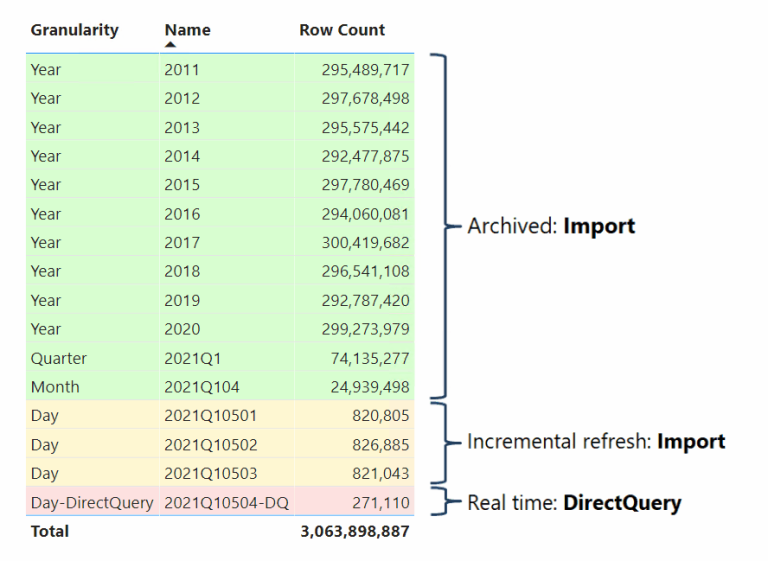 Granularity Name Row Count
Year 2011 295,489,717
Year 2012 297,678,498
Year 2013 295,575,442
Year 2014 292,477,875
Year 2015 297,780,469
Year 2016 294,060,081
Year 2017 300,419,682
Year 2018 296,541,108
Year 2019 292,787,420
Year 2020 299,273,979
Quarter 2021Q1 74,135,277
Month 2021Q104 24,939,498
Day 2021Q10501 820,805
Day 2021Q10502 826,885
Day 2021Q10503 821,043
Day-DirectQuery 2021Q10504-DQ 271,110
Total 3,063,898,887
Archived: Import
Incremental refresh: Import
Real time: DirectQuery